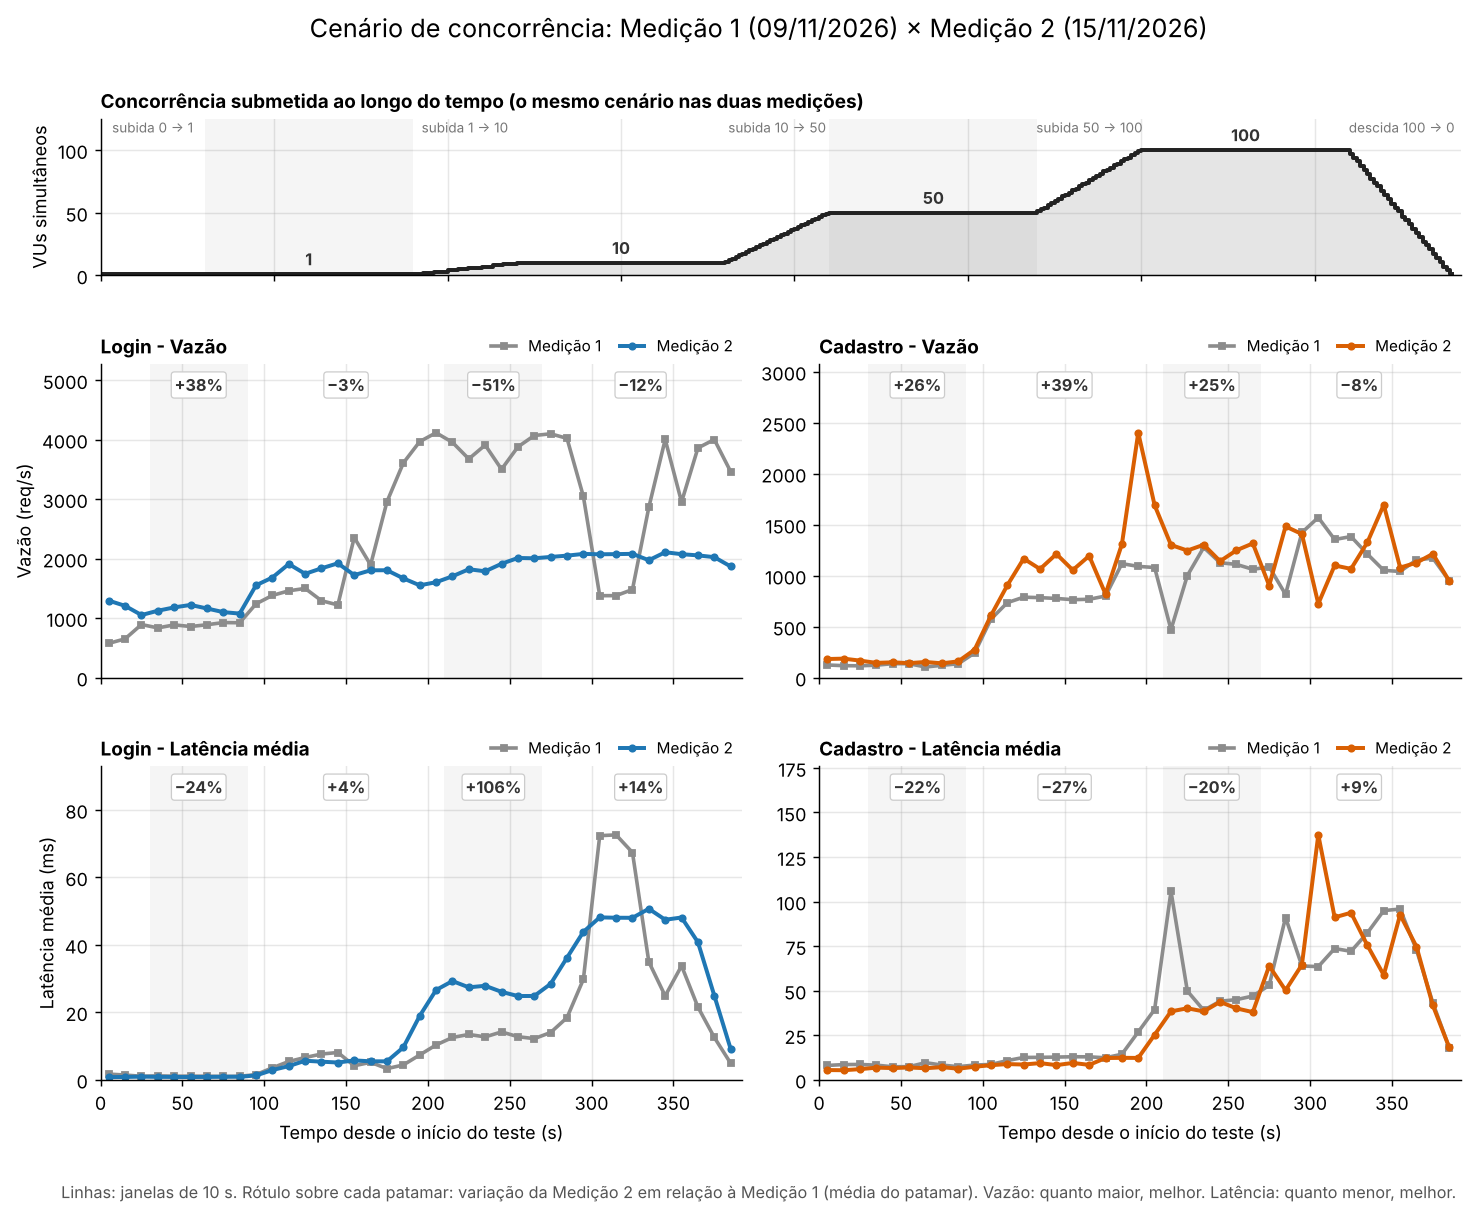 Cenário de concorrência: Medição 1 (09/11/2026) × Medição 2 (15/11/2026)
Concorrência submetida ao longo do tempo (o mesmo cenário nas duas medições)
VUs simultâneos
100
50
0
subida 0 → 1
subida 1 → 10
subida 10 → 50
subida 50 → 100
descida 100 → 0
1
10
50
100
Login - Vazão
Medição 1
Medição 2
Vazão (req/s)
5000
4000
3000
2000
1000
0
+38%
−3%
−51%
−12%
Cadastro - Vazão
Medição 1
Medição 2
3000
2500
2000
1500
1000
500
0
+26%
+39%
+25%
−8%
Login - Latência média
Medição 1
Medição 2
Latência média (ms)
80
60
40
20
0
−24%
+4%
+106%
+14%
0 50 100 150 200 250 300 350
Tempo desde o início do teste (s)
Cadastro - Latência média
Medição 1
Medição 2
175
150
125
100
75
50
25
0
−22%
−27%
−20%
+9%
0 50 100 150 200 250 300 350
Tempo desde o início do teste (s)
Linhas: janelas de 10 s. Rótulo sobre cada patamar: variação da Medição 2 em relação à Medição 1 (média do patamar). Vazão: quanto maior, melhor. Latência: quanto menor, melhor.